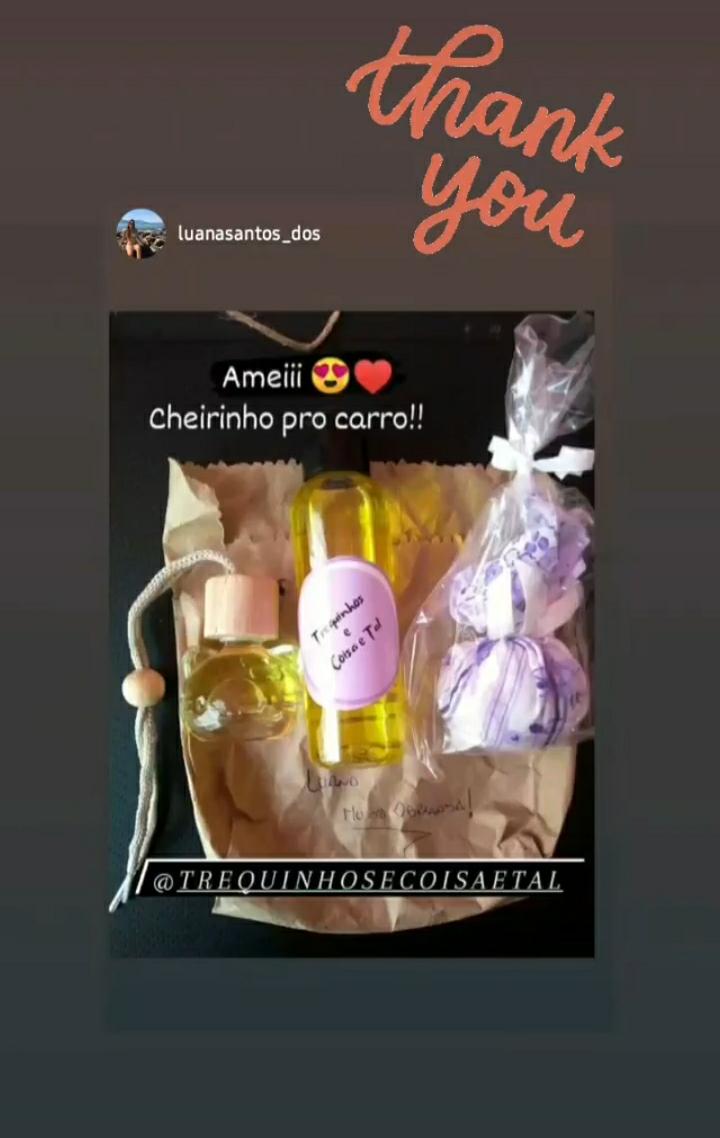 thank
you
luanasantos_dos
Ameiii 😍❤️
Cheirinho pro carro!!
Trequinhos
e
Coisa e Tal
Luana
Muito Obrigada!
@TREQUINHOSECOISAETAL